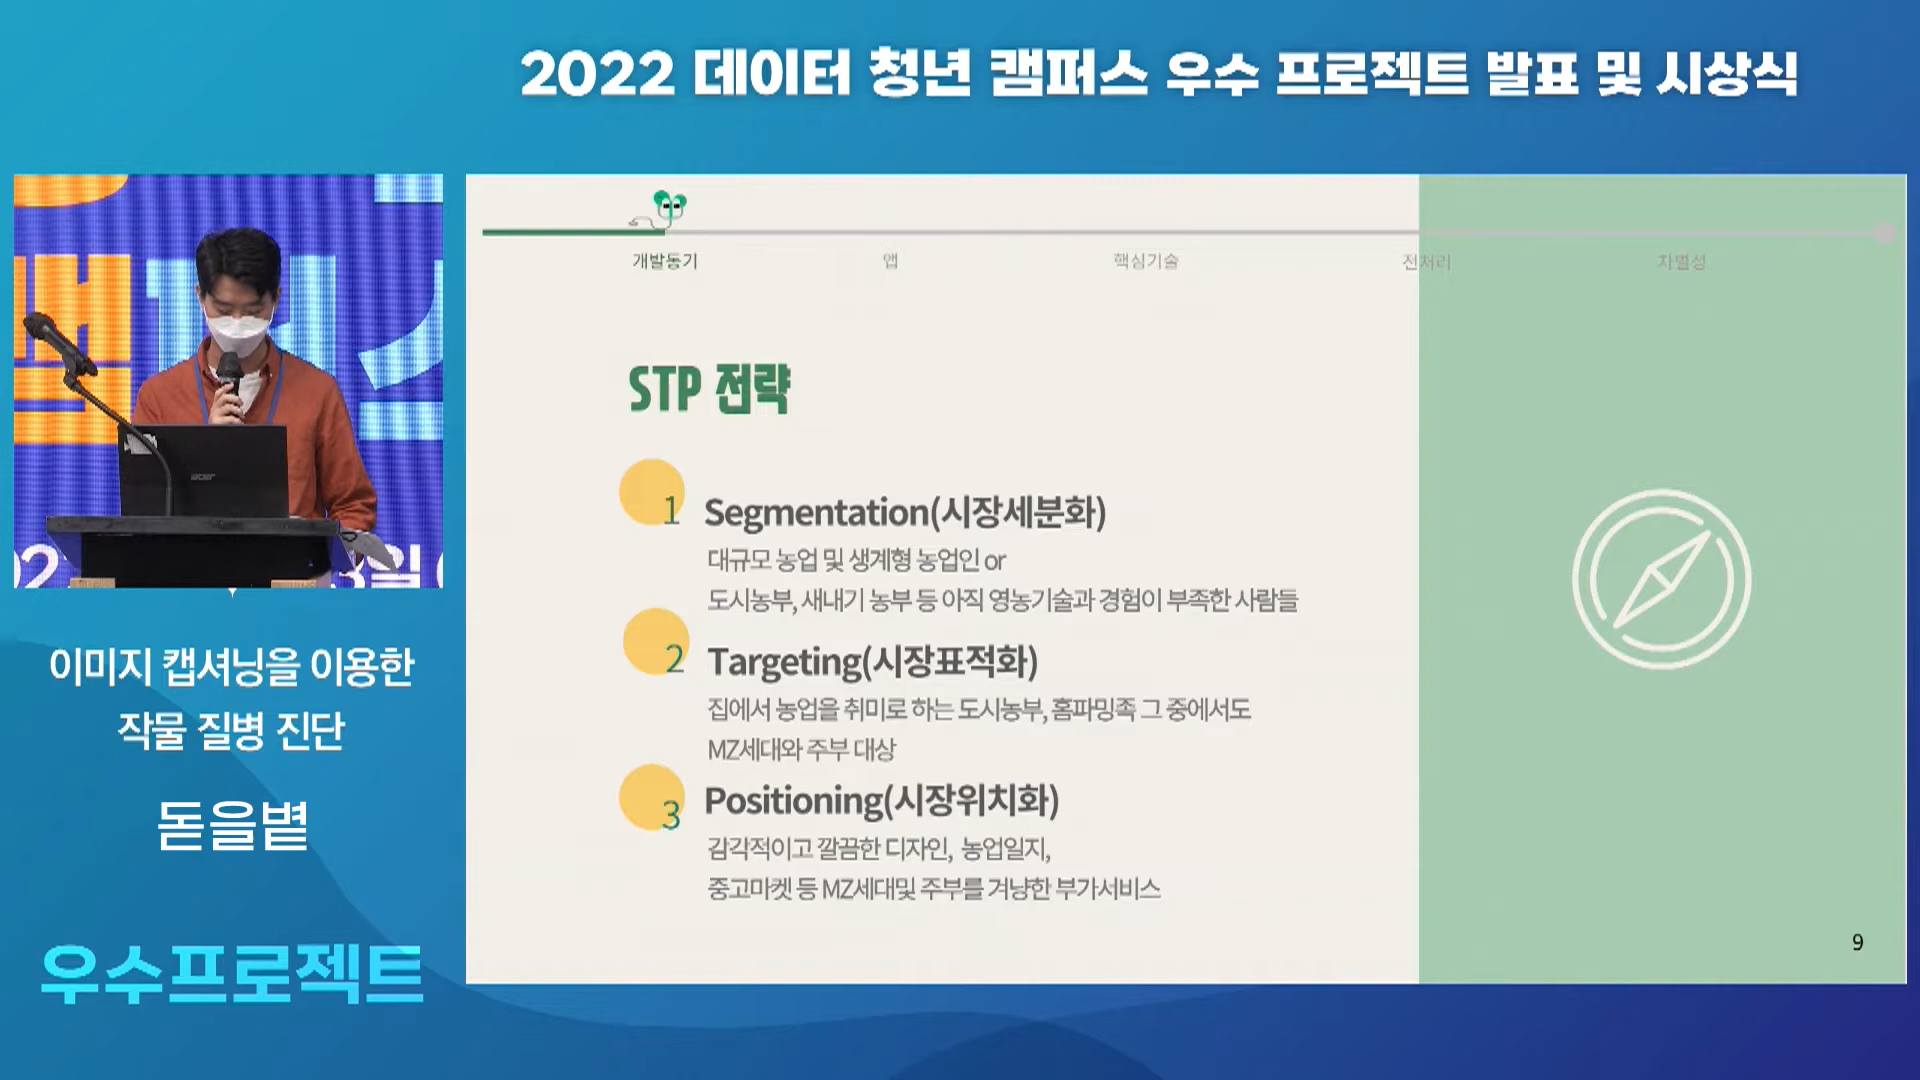 2022 데이터 청년 캠퍼스 우수 프로젝트 발표 및 시상식
개발동기
앱
핵심기술
전처리
차별성
STP 전략
1 Segmentation(시장세분화)
대규모 농업 및 생계형 농업인 or
도시농부, 새내기 농부 등 아직 영농기술과 경험이 부족한 사람들
2 Targeting(시장표적화)
집에서 농업을 취미로 하는 도시농부, 홈파밍족 그 중에서도
MZ세대와 주부 대상
3 Positioning(시장위치화)
감각적이고 깔끔한 디자인, 농업일지,
중고마켓 등 MZ세대및 주부를 겨냥한 부가서비스
9
acer
이미지 캡셔닝을 이용한
작물 질병 진단
돋을볕
우수프로젝트